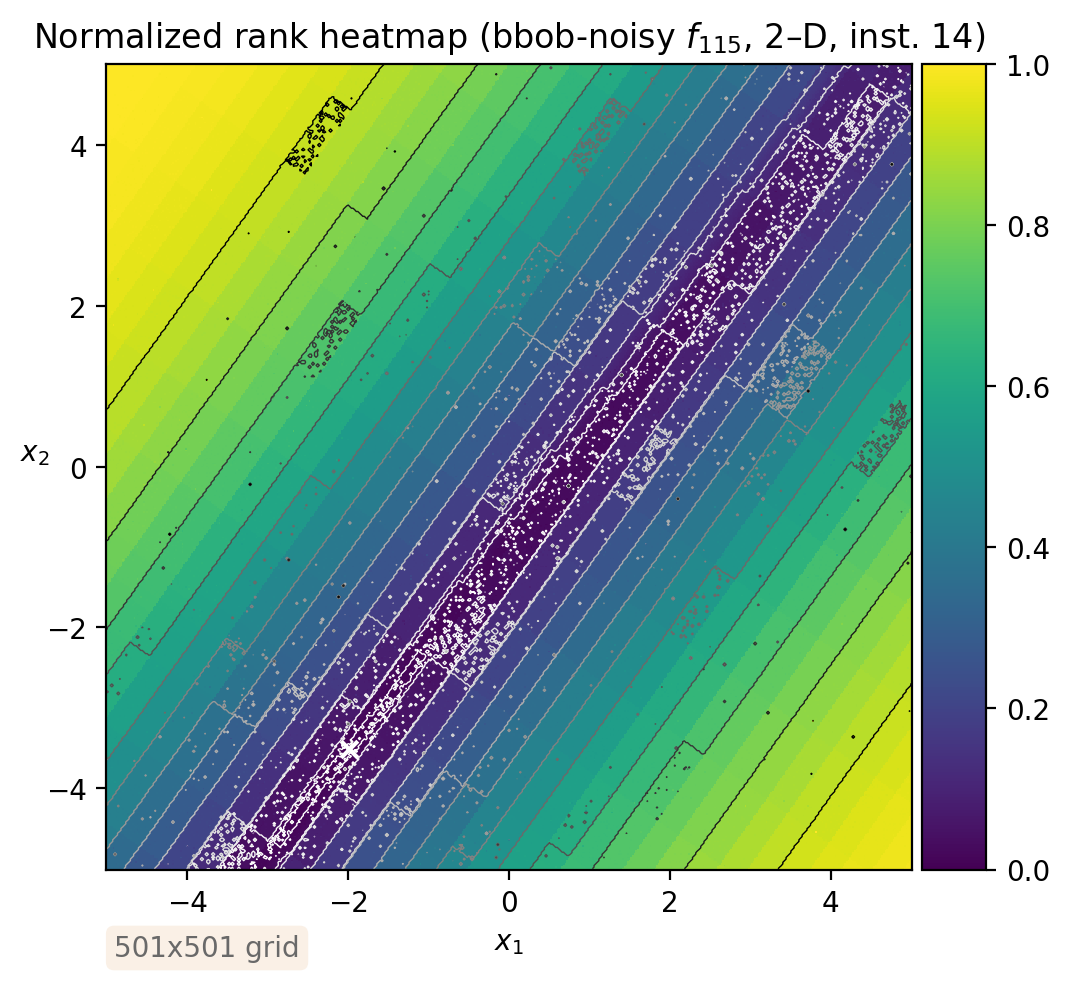 Normalized rank heatmap (bbob-noisy f₁₁₅, 2–D, inst. 14)
1.0
4
0.8
2
0.6
x₂
0
0.4
−2
0.2
−4
0.0
−4 −2 0 2 4
x₁
501x501 grid